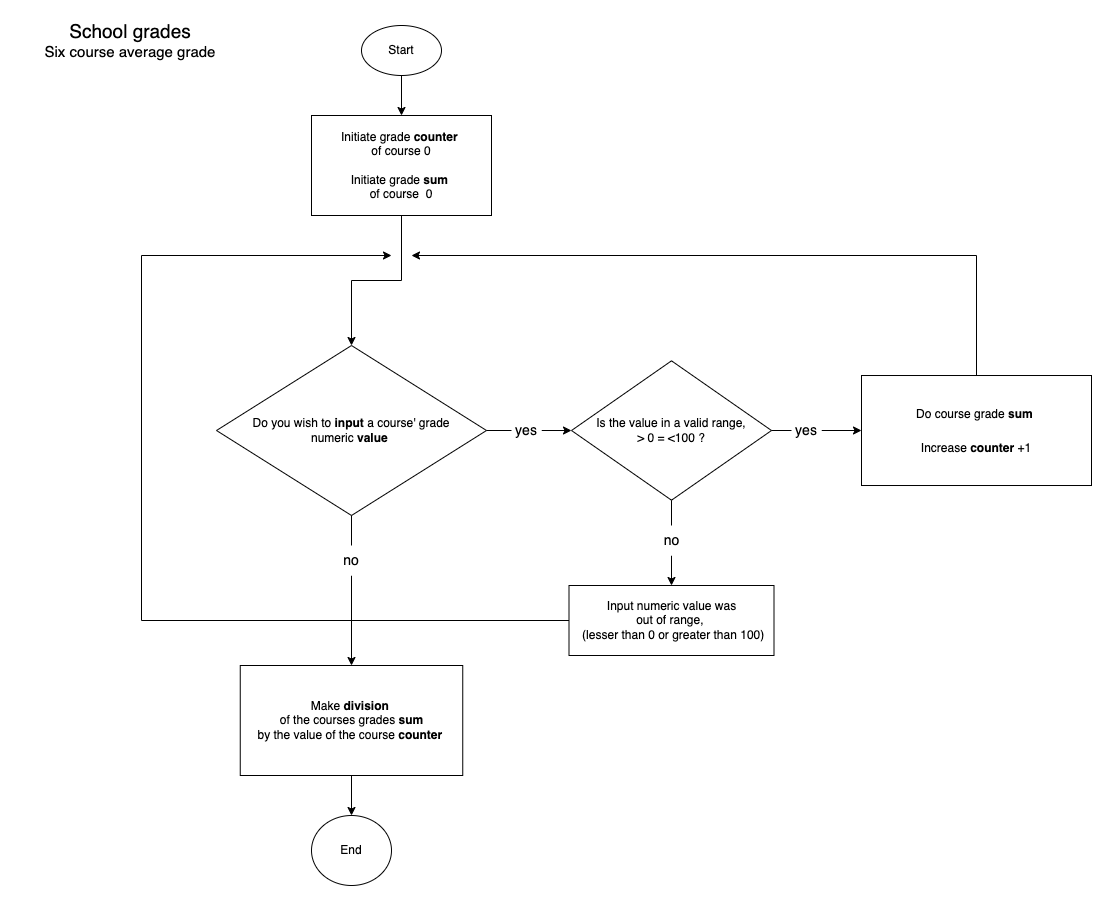 School grades
Six course average grade
Start
Initiate grade counter
of course 0
Initiate grade sum
of course 0
Do you wish to input a course' grade
numeric value
yes
Is the value in a valid range,
> 0 = <100 ?
yes
Do course grade sum
Increase counter +1
no
no
Input numeric value was
out of range,
(lesser than 0 or greater than 100)
Make division
of the courses grades sum
by the value of the course counter
End